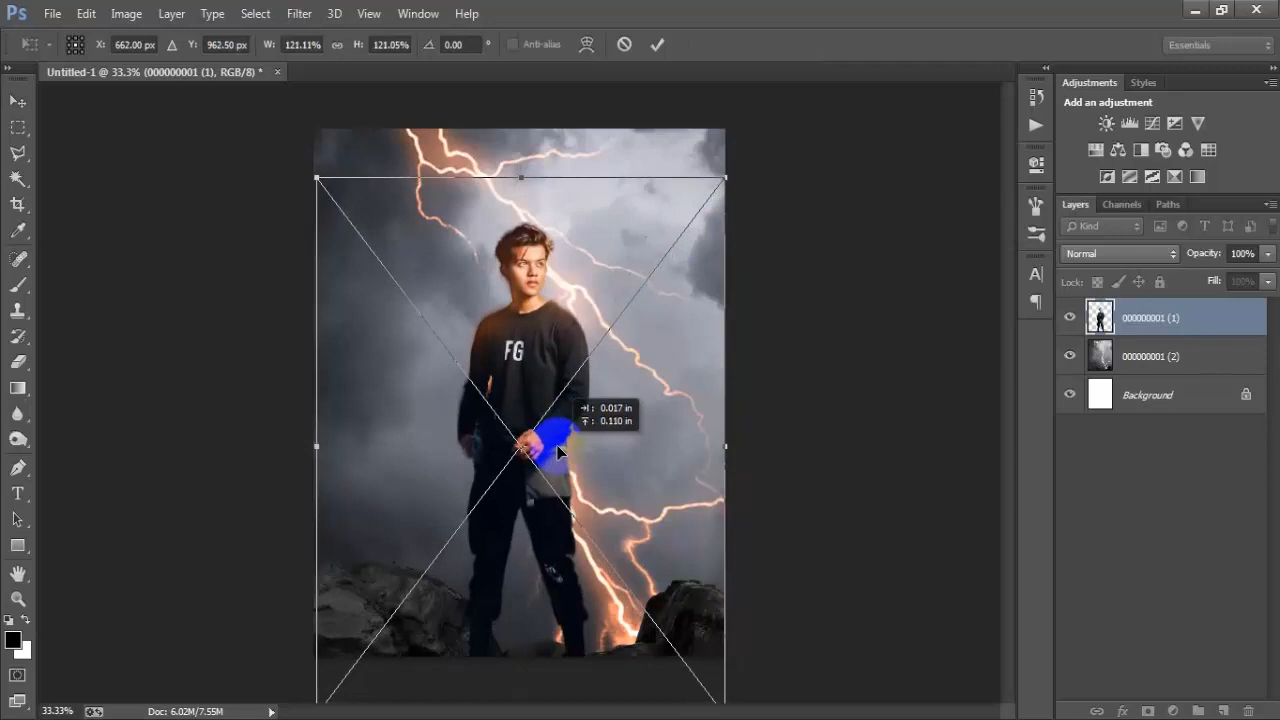 Ps File Edit Image Layer Type Select Filter 3D View Window Help
X: 662.00 px Y: 962.50 px W: 121.11% H: 121.05% 0.00 ° Anti-alias Essentials
Untitled-1 @ 33.3% (000000001 (1), RGB/8) * ×
Adjustments Styles
Add an adjustment
Layers Channels Paths
Kind
Normal Opacity: 100%
Lock: Fill: 100%
000000001 (1)
000000001 (2)
Background
FG
0.017 in
0.110 in
33.33% Doc: 6.02M/7.55M